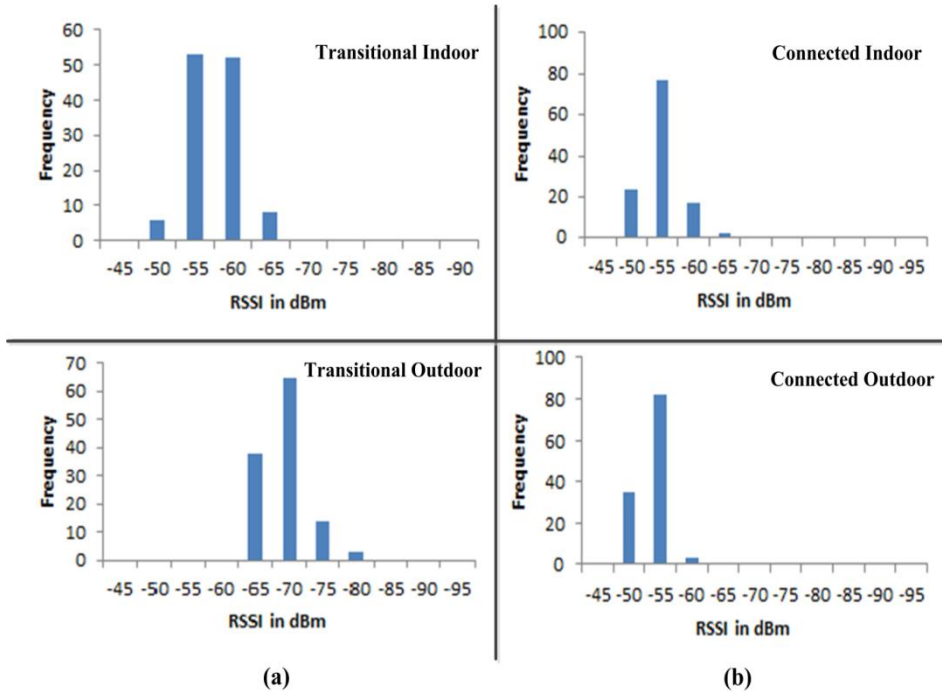 Transitional Indoor
Frequency
60
50
40
30
20
10
0
-45 -50 -55 -60 -65 -70 -75 -80 -85 -90
RSSI in dBm
Connected Indoor
Frequency
100
80
60
40
20
0
-45 -50 -55 -60 -65 -70 -75 -80 -85 -90 -95
RSSI in dBm
Transitional Outdoor
Frequency
70
60
50
40
30
20
10
0
-45 -50 -55 -60 -65 -70 -75 -80 -85 -90 -95
RSSI in dBm
Connected Outdoor
Frequency
100
80
60
40
20
0
-45 -50 -55 -60 -65 -70 -75 -80 -85 -90 -95
RSSI in dBm
(a)
(b)